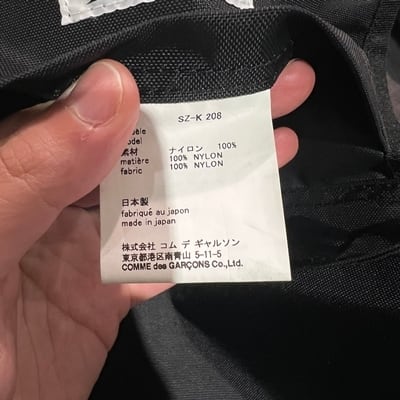 SZ-K 208
model
素材 ナイロン 100%
matière 100% NYLON
fabric 100% NYLON
日本製
fabriqué au japon
made in japan
株式会社 コム デ ギャルソン
東京都港区南青山 5-11-5
COMME des GARÇONS Co.,Ltd.